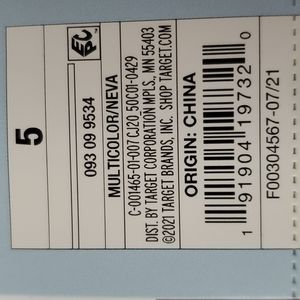 5
093 09 9534
MULTICOLOR/NEVA
C-001465-01-007 CJ20 50C01-0429
DIST. BY TARGET CORPORATION MPLS., MN 55403
©2021 TARGET BRANDS, INC. SHOP TARGET.COM
ORIGIN: CHINA
1 91904 19732 0
F00304567-07/21